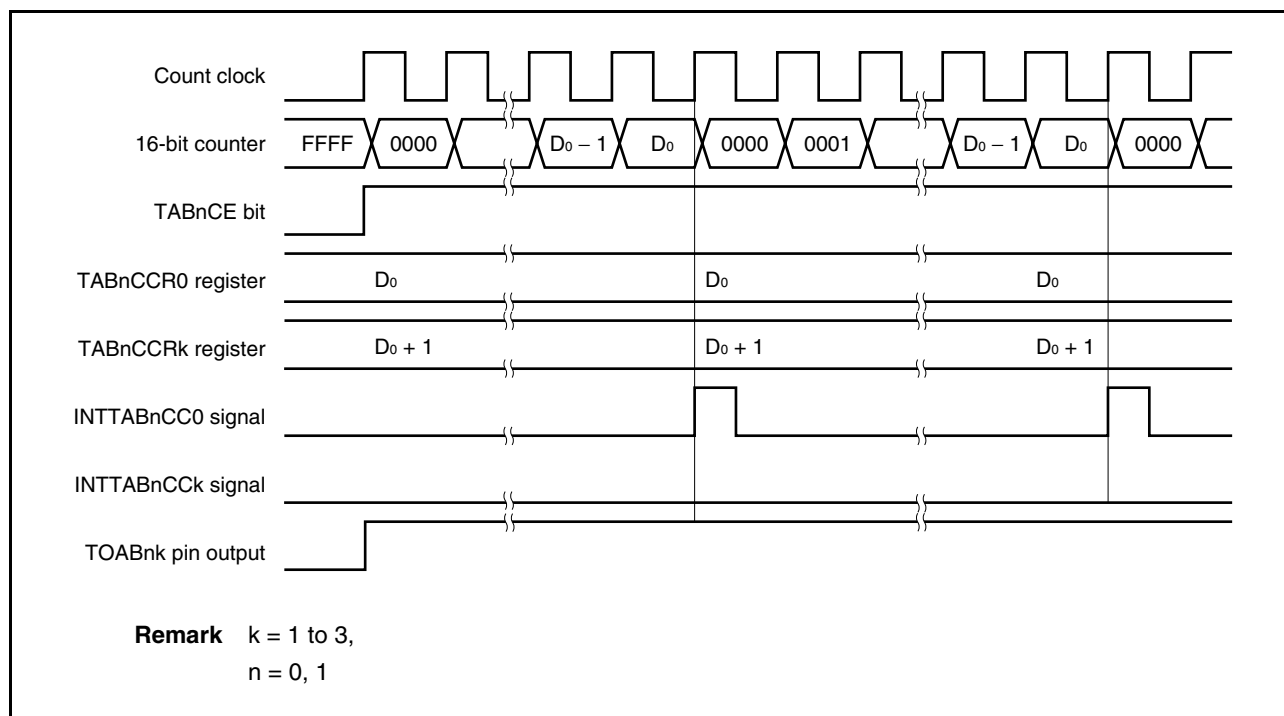 Count clock
16-bit counter FFFF 0000 D0 − 1 D0 0000 0001 D0 − 1 D0 0000
TABnCE bit
TABnCCR0 register D0 D0 D0
TABnCCRk register D0 + 1 D0 + 1 D0 + 1
INTTABnCC0 signal
INTTABnCCk signal
TOABnk pin output
Remark k = 1 to 3,
n = 0, 1